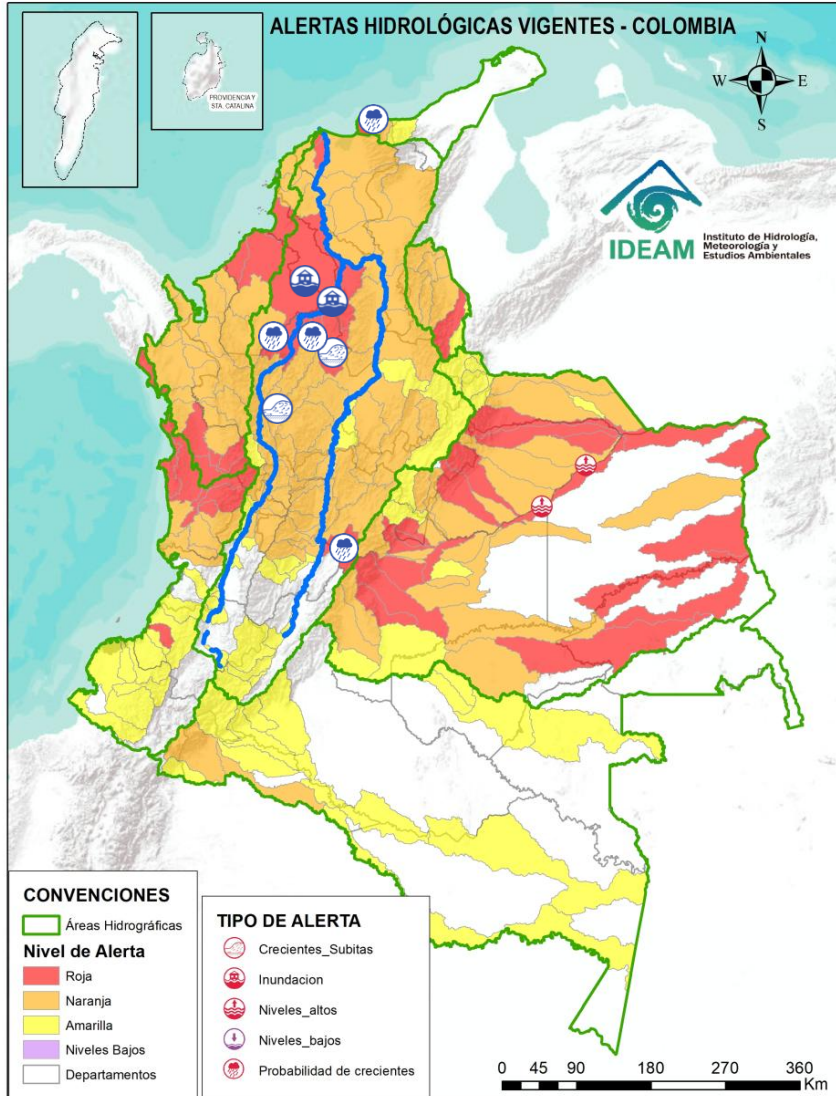 ALERTAS HIDROLÓGICAS VIGENTES - COLOMBIA
PROVIDENCIA Y
STA. CATALINA
N
W
E
S
IDEAM
Instituto de Hidrología,
Meteorología y
Estudios Ambientales
CONVENCIONES
Áreas Hidrográficas
Nivel de Alerta
Roja
Naranja
Amarilla
Niveles Bajos
Departamentos
TIPO DE ALERTA
Crecientes_Subitas
Inundacion
Niveles_altos
Niveles_bajos
Probabilidad de crecientes
0 45 90 180 270 360
Km